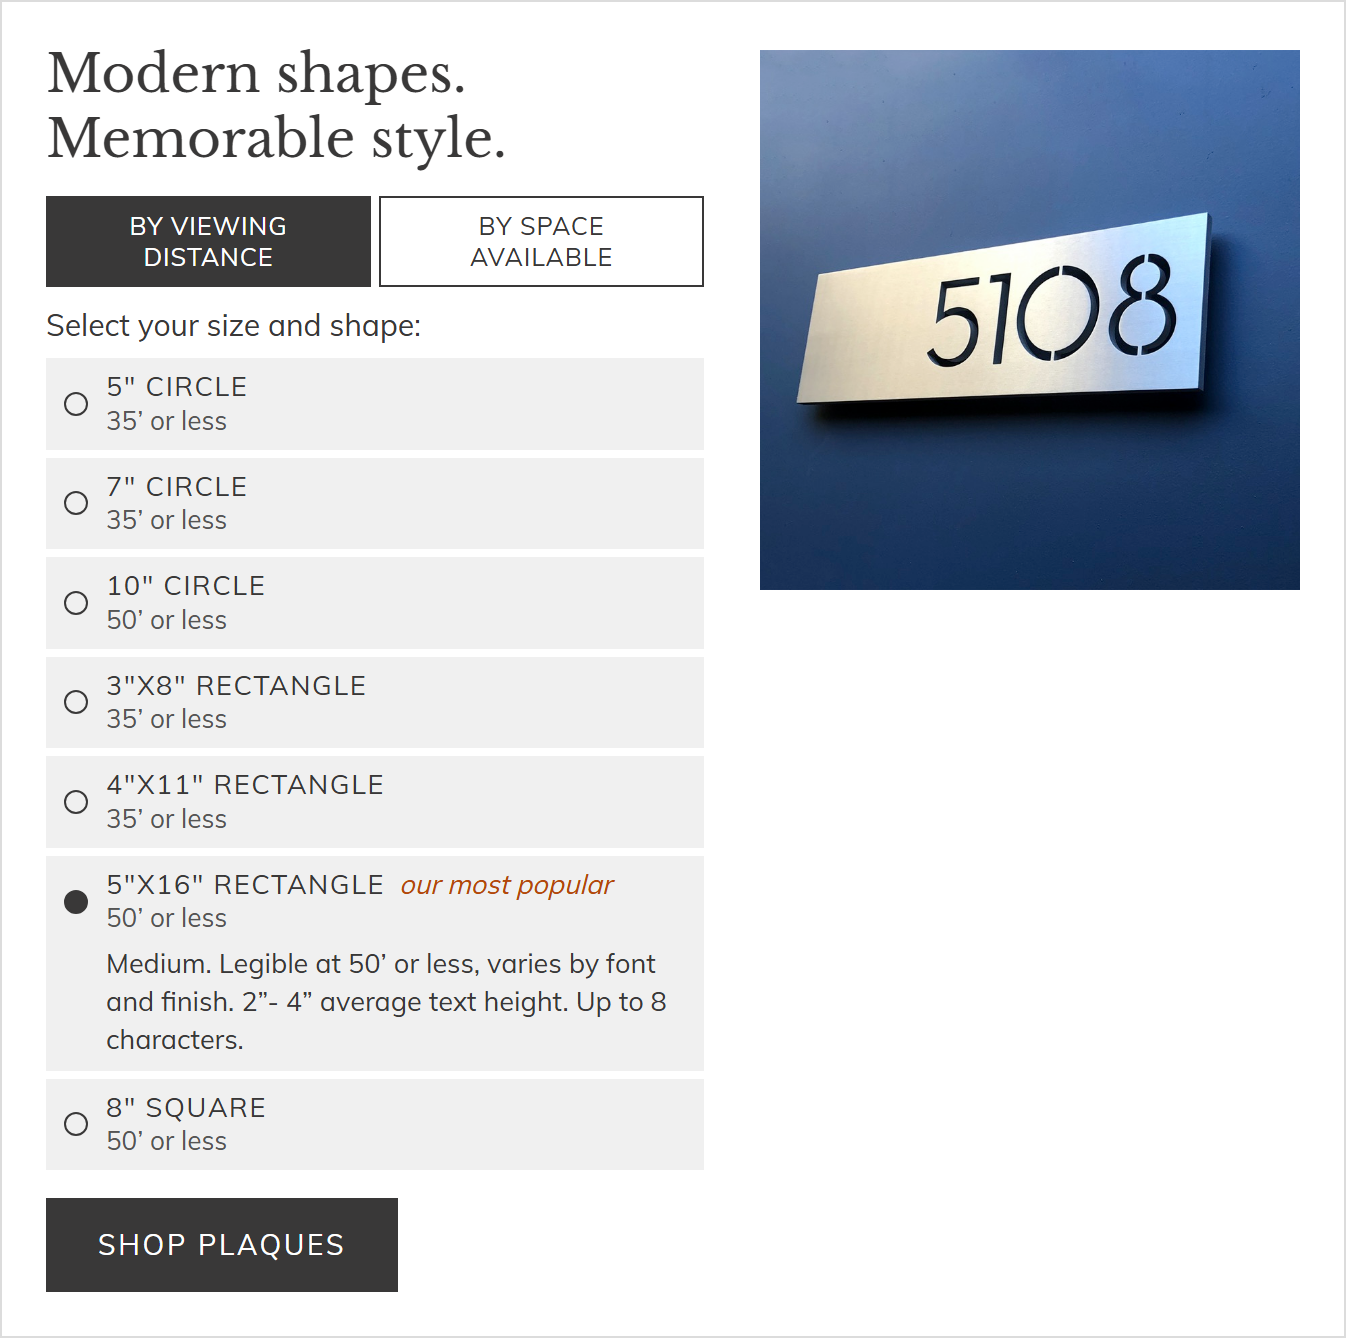 Modern shapes.
Memorable style.
BY VIEWING
DISTANCE
BY SPACE
AVAILABLE
Select your size and shape:
5" CIRCLE
35’ or less
7" CIRCLE
35’ or less
10" CIRCLE
50’ or less
3"X8" RECTANGLE
35’ or less
4"X11" RECTANGLE
35’ or less
5"X16" RECTANGLE our most popular
50’ or less
Medium. Legible at 50’ or less, varies by font
and finish. 2”- 4” average text height. Up to 8
characters.
8" SQUARE
50’ or less
SHOP PLAQUES
5108